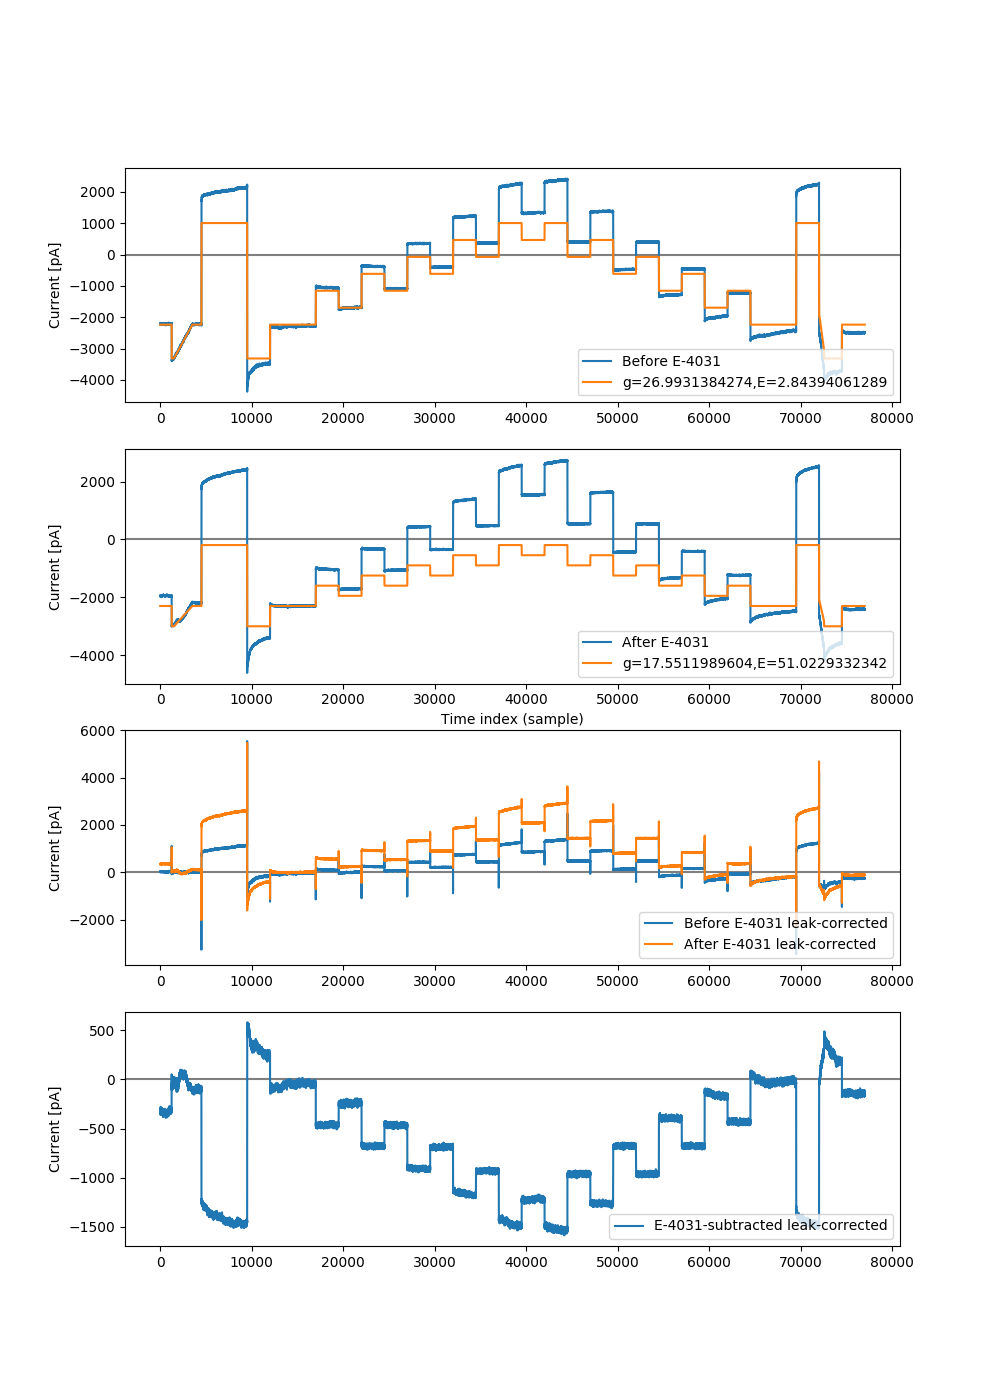 2000
1000
0
−1000
−2000
−3000
−4000
Current [pA]
Before E-4031
g=26.9931384274,E=2.84394061289
0 10000 20000 30000 40000 50000 60000 70000 80000
2000
0
−2000
−4000
Current [pA]
After E-4031
g=17.5511989604,E=51.0229332342
0 10000 20000 30000 40000 50000 60000 70000 80000
Time index (sample)
6000
4000
2000
0
−2000
Current [pA]
Before E-4031 leak-corrected
After E-4031 leak-corrected
0 10000 20000 30000 40000 50000 60000 70000 80000
500
0
−500
−1000
−1500
Current [pA]
E-4031-subtracted leak-corrected
0 10000 20000 30000 40000 50000 60000 70000 80000